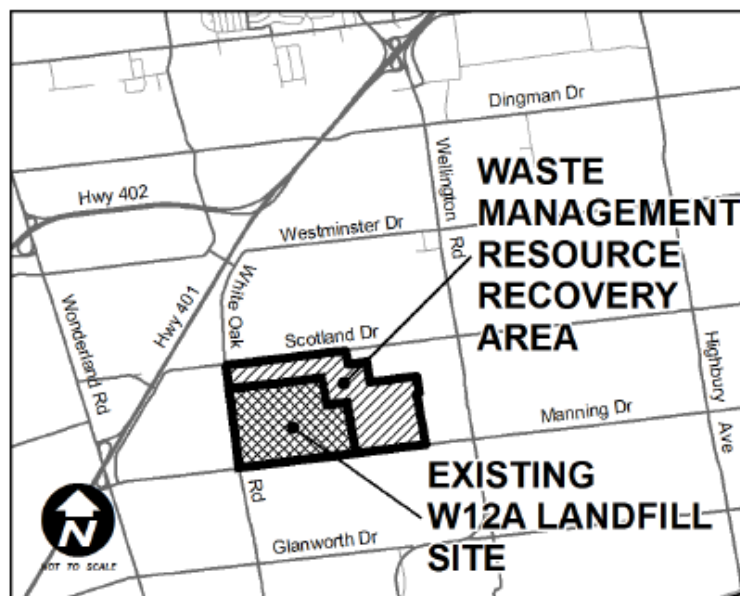 Dingman Dr
Wellington
Rd
Hwy 402
WASTE
MANAGEMENT
RESOURCE
RECOVERY
AREA
Westminster Dr
White Oak
Rd
Wonderland Rd
Hwy 401
Scotland Dr
Highbury
Ave
Manning Dr
EXISTING
W12A LANDFILL
SITE
Glanworth Dr
N
NOT TO SCALE